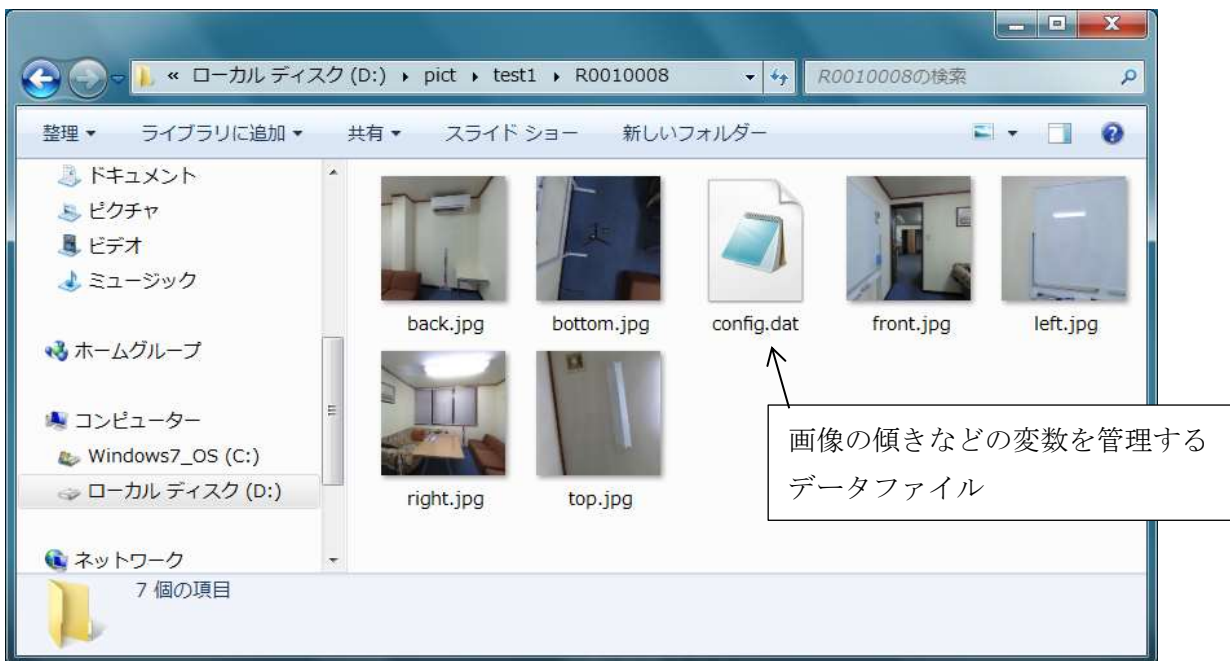 « ローカル ディスク (D:) ▸ pict ▸ test1 ▸ R0010008
R0010008の検索
整理 ▾ ライブラリに追加 ▾ 共有 ▾ スライド ショー 新しいフォルダー
ドキュメント
ピクチャ
ビデオ
ミュージック
ホームグループ
コンピューター
Windows7_OS (C:)
ローカル ディスク (D:)
ネットワーク
back.jpg
bottom.jpg
config.dat
front.jpg
left.jpg
right.jpg
top.jpg
画像の傾きなどの変数を管理する
データファイル
7 個の項目